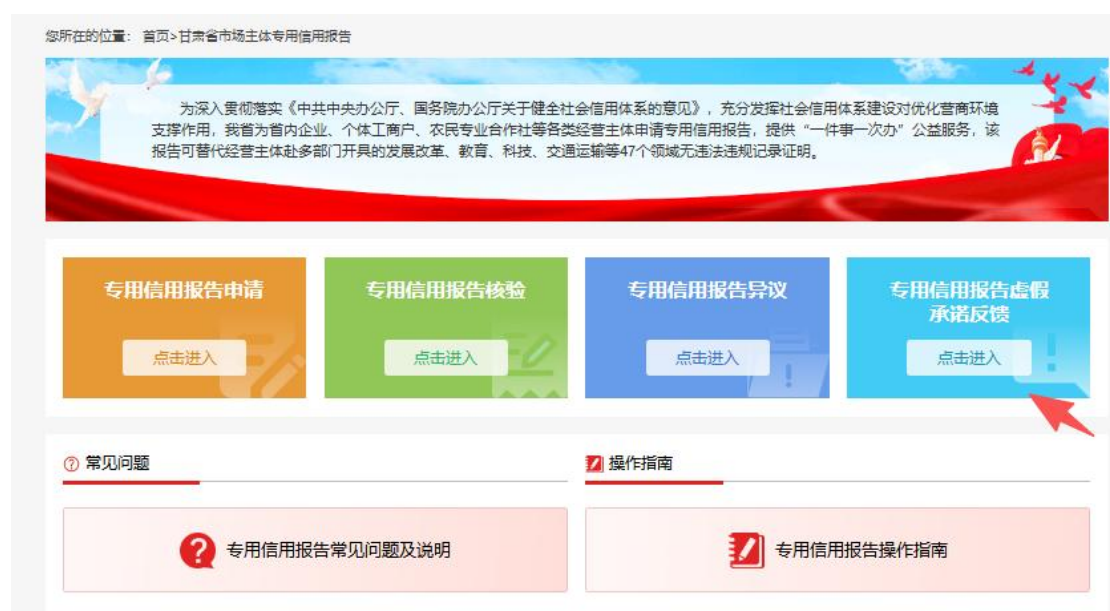 您所在的位置： 首页>甘肃省市场主体专用信用报告
为深入贯彻落实《中共中央办公厅、国务院办公厅关于健全社会信用体系的意见》，充分发挥社会信用体系建设对优化营商环境
支撑作用，我省为省内企业、个体工商户、农民专业合作社等各类经营主体申请专用信用报告，提供“一件事一次办”公益服务，该
报告可替代经营主体赴多部门开具的发展改革、教育、科技、交通运输等47个领域无违法违规记录证明。
专用信用报告申请
点击进入
专用信用报告核验
点击进入
专用信用报告异议
点击进入
专用信用报告虚假
承诺反馈
点击进入
常见问题
操作指南
专用信用报告常见问题及说明
专用信用报告操作指南